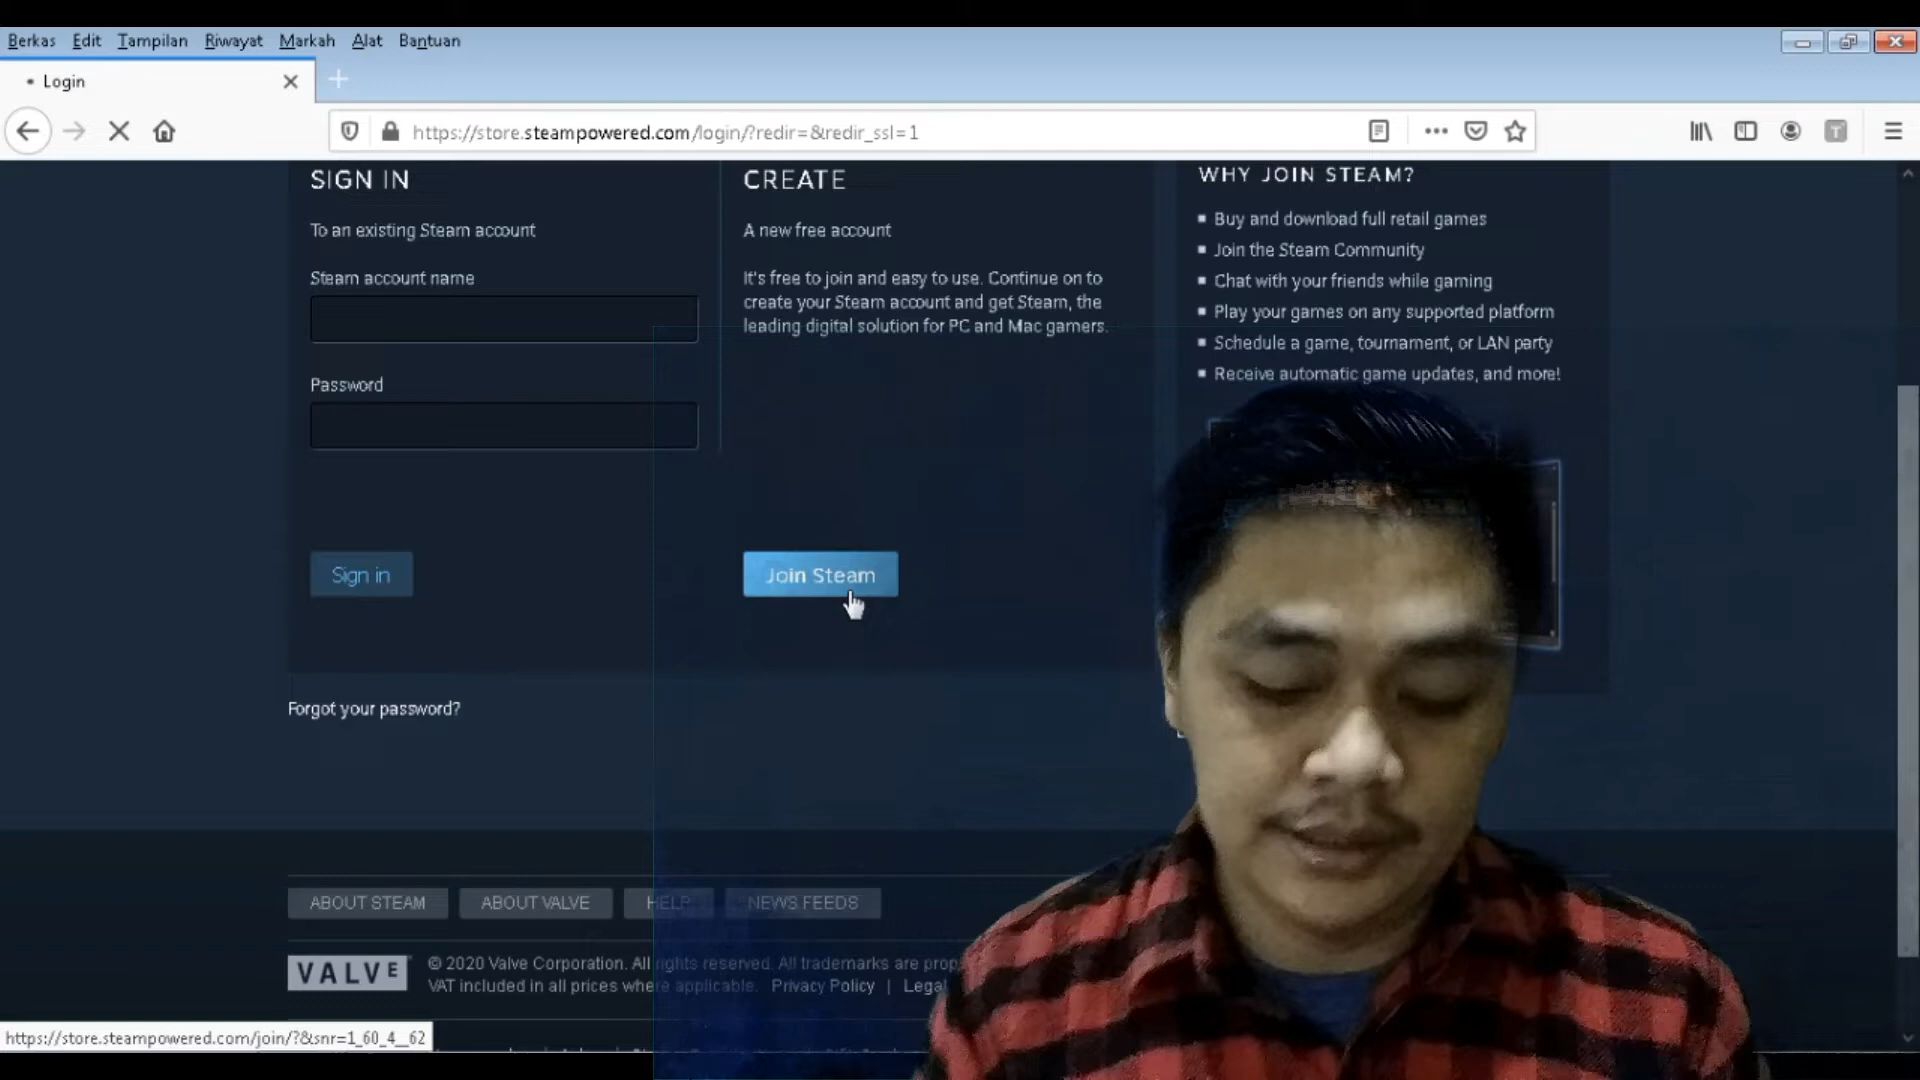 Berkas Edit Tampilan Riwayat Markah Alat Bantuan
Login
https://store.steampowered.com/login/?redir=&redir_ssl=1
SIGN IN
To an existing Steam account
Steam account name
Password
Sign in
Forgot your password?
CREATE
A new free account
It's free to join and easy to use. Continue on to
create your Steam account and get Steam, the
leading digital solution for PC and Mac gamers.
Join Steam
WHY JOIN STEAM?
Buy and download full retail games
Join the Steam Community
Chat with your friends while gaming
Play your games on any supported platform
Schedule a game, tournament, or LAN party
Receive automatic game updates, and more!
ABOUT STEAM ABOUT VALVE HELP NEWS FEEDS
VALVE
© 2020 Valve Corporation. All rights reserved. All trademarks are prop
VAT included in all prices where applicable. Privacy Policy | Legal
https://store.steampowered.com/join/?&snr=1_60_4__62